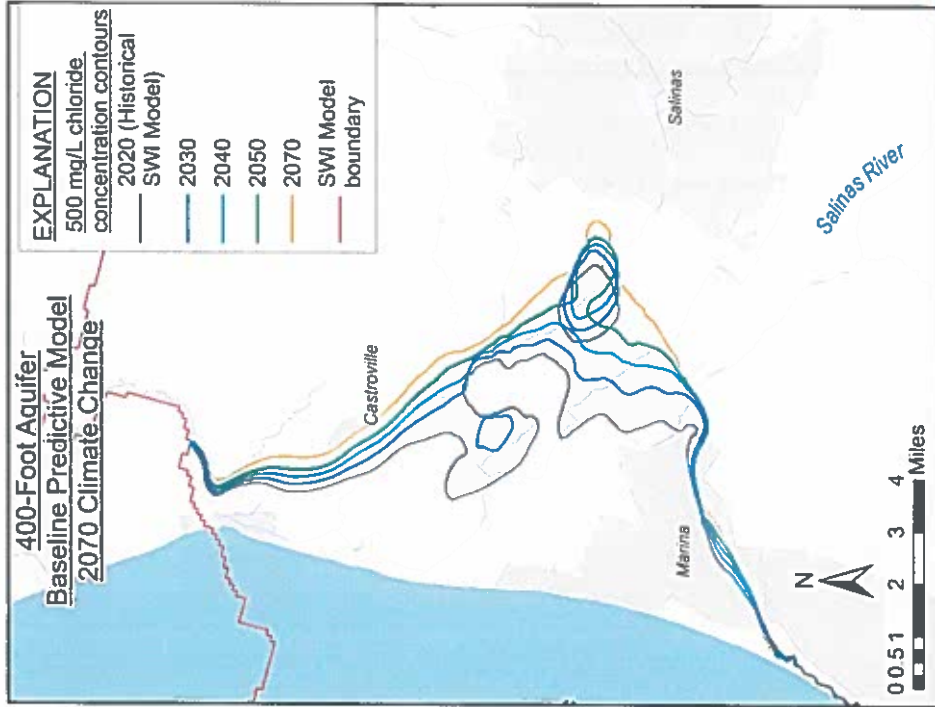 400-Foot Aquifer
Baseline Predictive Model
2070 Climate Change
EXPLANATION
500 mg/L chloride
concentration contours
2020 (Historical
SWI Model)
2030
2040
2050
2070
SWI Model
boundary
Castroville
Salinas
Salinas River
Marina
N
0 0.5 1 2 3 4
Miles